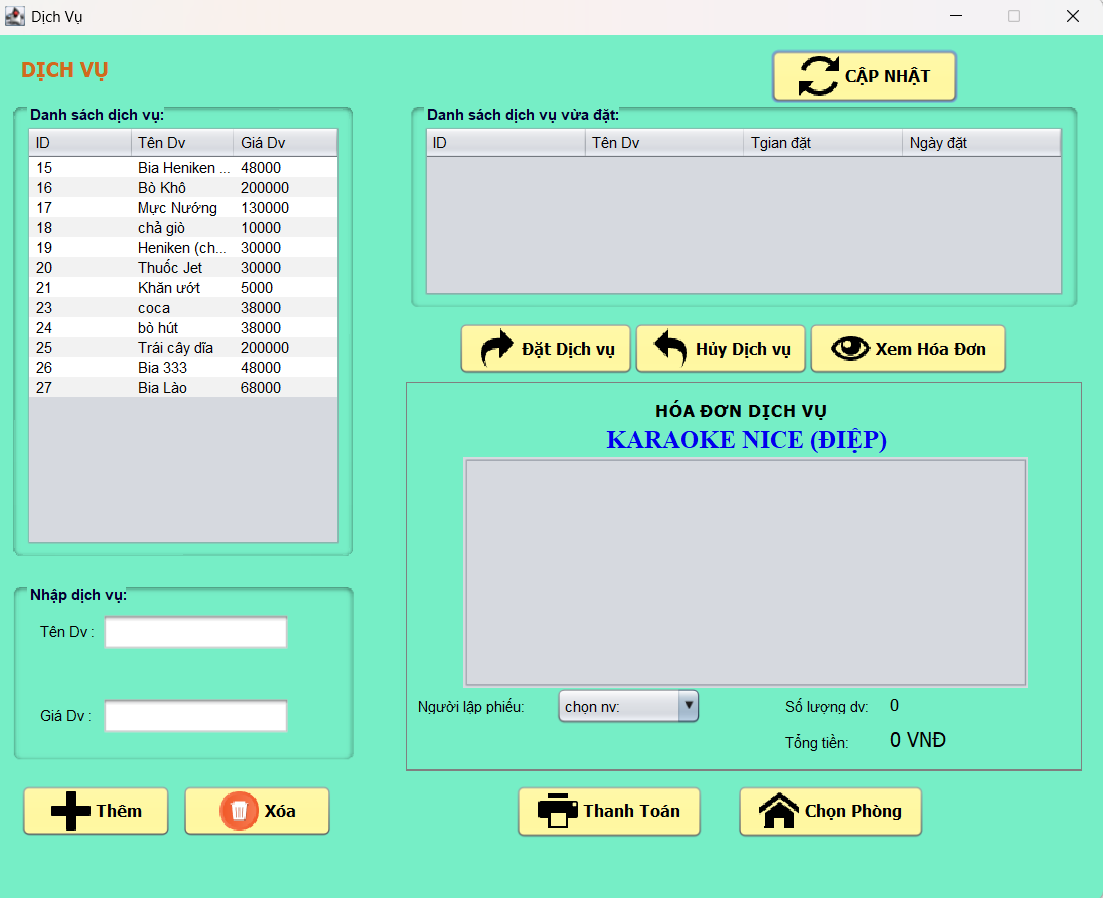 Dịch Vụ
DỊCH VỤ
CẬP NHẬT
Danh sách dịch vụ:
ID Tên Dv Giá Dv
15 Bia Heniken ... 48000
16 Bò Khô 200000
17 Mực Nướng 130000
18 chả giò 10000
19 Heniken (ch... 30000
20 Thuốc Jet 30000
21 Khăn ướt 5000
23 coca 38000
24 bò hút 38000
25 Trái cây dĩa 200000
26 Bia 333 48000
27 Bia Lào 68000
Danh sách dịch vụ vừa đặt:
ID Tên Dv Tgian đặt Ngày đặt
Đặt Dịch vụ Hủy Dịch vụ Xem Hóa Đơn
HÓA ĐƠN DỊCH VỤ
KARAOKE NICE (ĐIỆP)
Người lập phiếu: chọn nv: Số lượng dv: 0
Tổng tiền: 0 VNĐ
Nhập dịch vụ:
Tên Dv :
Giá Dv :
Thêm Xóa Thanh Toán Chọn Phòng